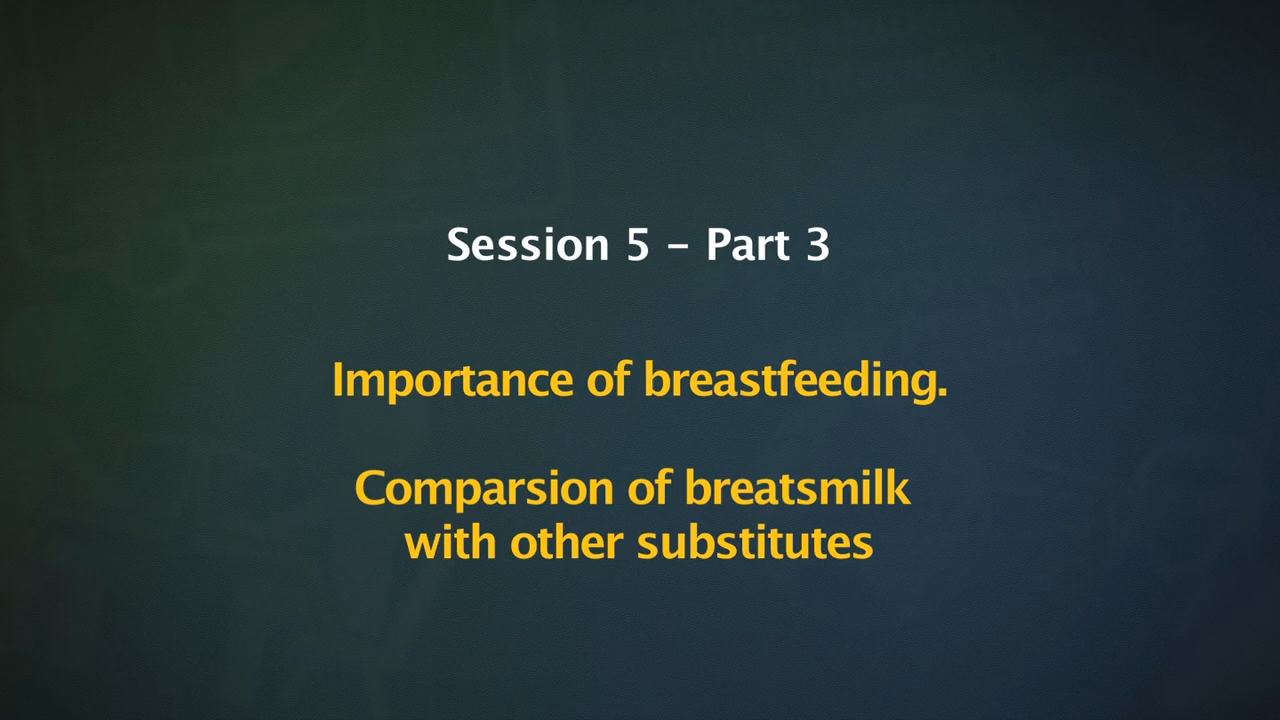 Session 5 – Part 3
Importance of breastfeeding.
Comparsion of breatsmilk
with other substitutes